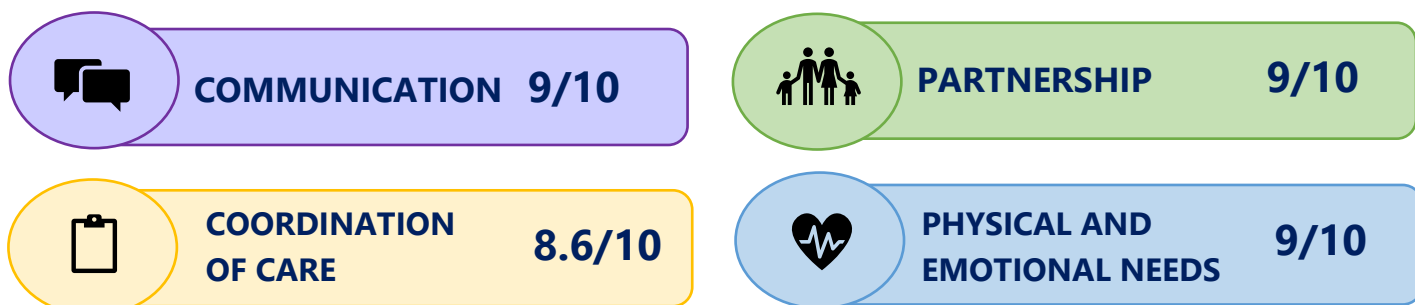 COMMUNICATION 9/10
PARTNERSHIP 9/10
COORDINATION
OF CARE
8.6/10
PHYSICAL AND
EMOTIONAL NEEDS
9/10